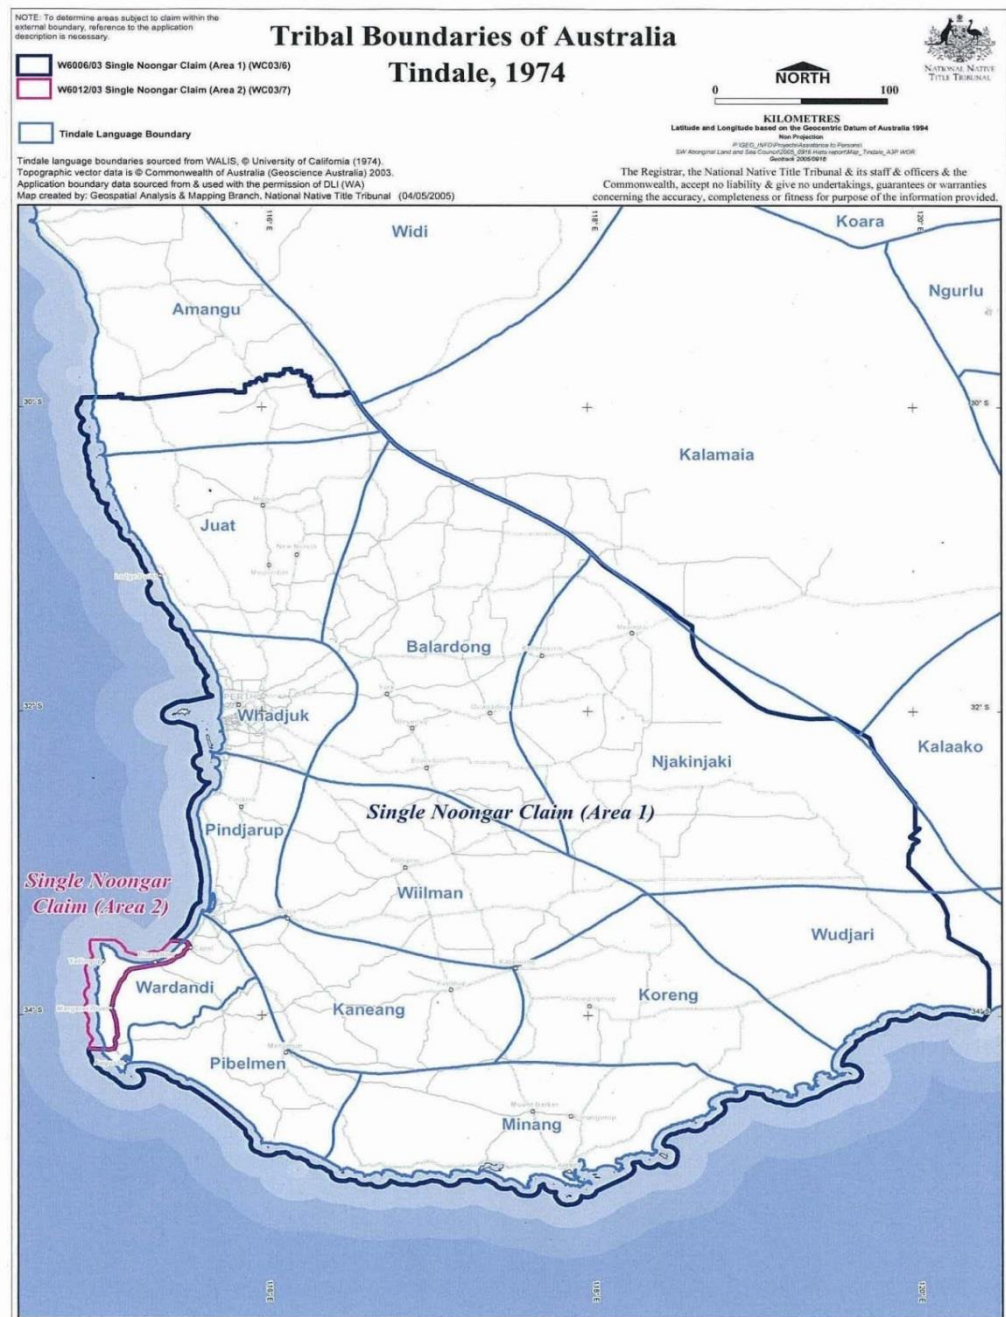 NOTE: To determine areas subject to claim within the
external boundary, reference to the application
description is necessary.
Tribal Boundaries of Australia
Tindale, 1974
W6006/03 Single Noongar Claim (Area 1) (WC03/6)
W6012/03 Single Noongar Claim (Area 2) (WC03/7)
Tindale Language Boundary
NORTH
0 100
KILOMETRES
Latitude and Longitude based on the Geocentric Datum of Australia 1994
Non Projection
NATIONAL NATIVE
TITLE TRIBUNAL
Tindale language boundaries sourced from WALIS, © University of California (1974).
Topographic vector data is © Commonwealth of Australia (Geoscience Australia) 2003.
Application boundary data sourced from & used with the permission of DLI (WA)
Map created by: Geospatial Analysis & Mapping Branch, National Native Title Tribunal (04/05/2005)
The Registrar, the National Native Title Tribunal & its staff & officers & the
Commonwealth, accept no liability & give no undertakings, guarantees or warranties
concerning the accuracy, completeness or fitness for purpose of the information provided.
116° E
118° E
120° E
Widi
Koara
Ngurlu
Amangu
30° S
30° S
Kalamaia
Juat
Balardong
32° S
32° S
Whadjuk
Kalaako
Njakinjaki
Single Noongar Claim (Area 1)
Pindjarup
Single Noongar
Claim (Area 2)
Wiilman
Wudjari
Wardandi
Koreng
Kaneang
34° S
34° S
Pibelmen
Minang
116° E
118° E
120° E